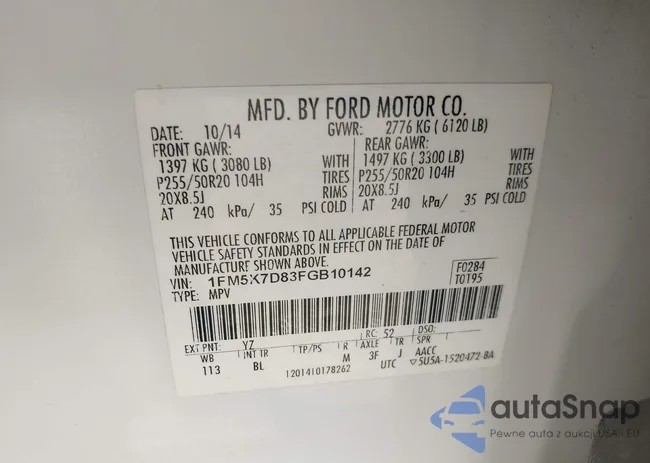 MFD. BY FORD MOTOR CO.
DATE: 10/14 GVWR: 2776 KG ( 6120 LB)
FRONT GAWR: REAR GAWR:
1397 KG ( 3080 LB) WITH 1497 KG ( 3300 LB) WITH
P255/50R20 104H TIRES P255/50R20 104H TIRES
20X8.5J RIMS 20X8.5J RIMS
AT 240 kPa/ 35 PSI COLD AT 240 kPa/ 35 PSI COLD
THIS VEHICLE CONFORMS TO ALL APPLICABLE FEDERAL MOTOR
VEHICLE SAFETY STANDARDS IN EFFECT ON THE DATE OF
MANUFACTURE SHOWN ABOVE.
VIN: 1FM5X7D83FGB10142 F0284
TYPE: MPV T0195
EXT PNT: YZ RC: 52 DSO:
WB INT TR TP/PS R AXLE TR SPR
113 BL M 3F J AACC
1201410178262 UTC ▽5U5A-1520472-BA
autaSnap
Pewne auta z aukcji USA - EU